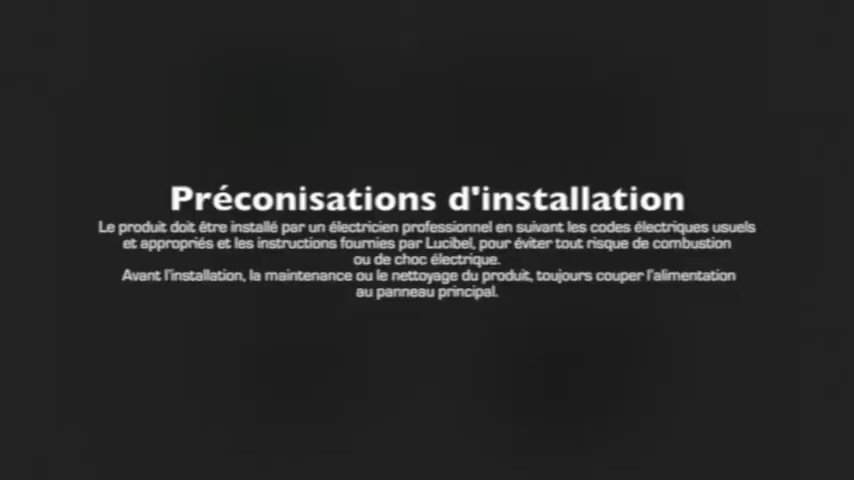 Préconisations d'installation
Le produit doit être installé par un électricien professionnel en suivant les codes électriques usuels
et appropriés et les instructions fournies par Lucibel, pour éviter tout risque de combustion
ou de choc électrique.
Avant l'installation, la maintenance ou le nettoyage du produit, toujours couper l'alimentation
au panneau principal.